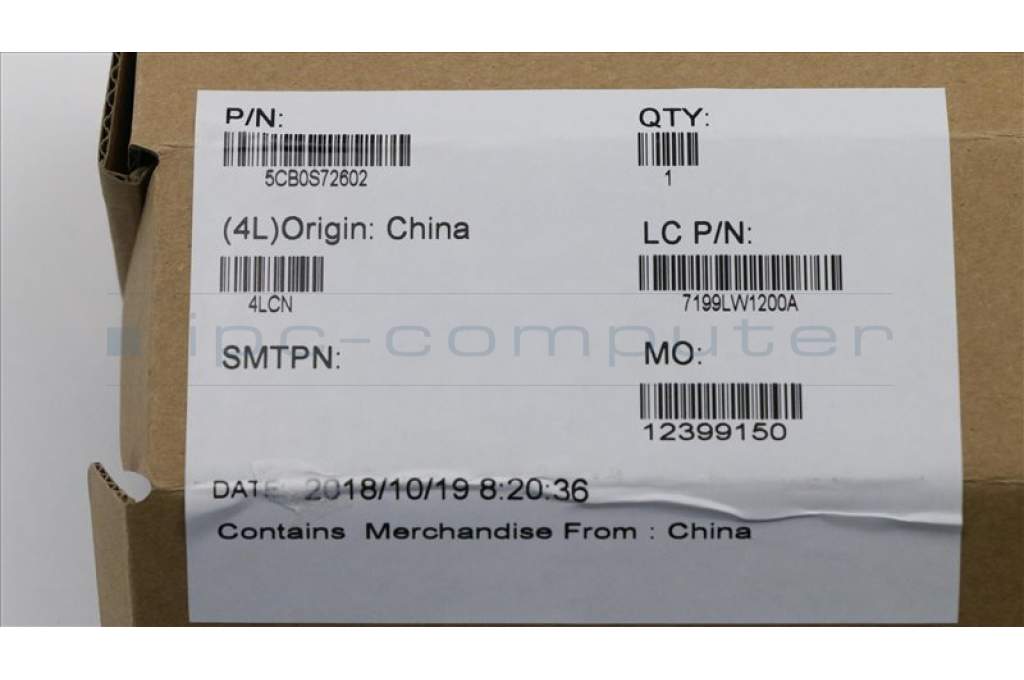 P/N:
QTY:
5CB0S72602
1
(4L)Origin: China
LC P/N:
4LCN
7199LW1200A
ipc-computer
SMTPN:
MO:
12399150
DATE: 2018/10/19 8:20:36
Contains Merchandise From : China